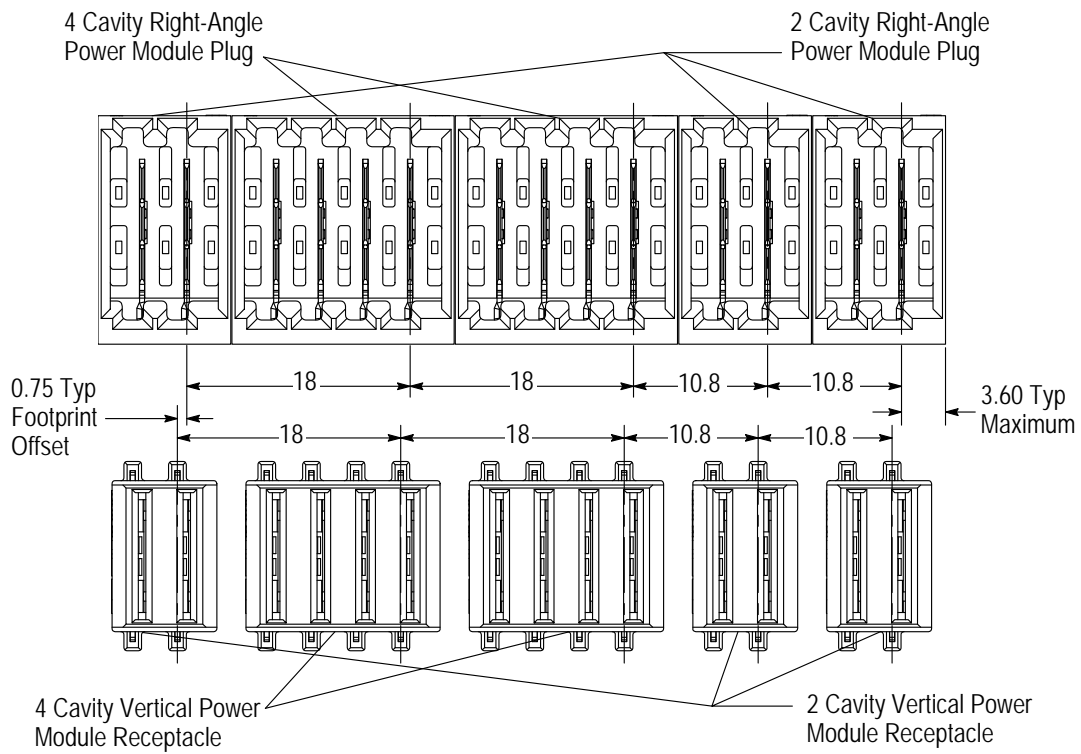 4 Cavity Right-Angle
Power Module Plug
2 Cavity Right-Angle
Power Module Plug
18
18
10.8
10.8
0.75 Typ
Footprint
Offset
3.60 Typ
Maximum
18
18
10.8
10.8
4 Cavity Vertical Power
Module Receptacle
2 Cavity Vertical Power
Module Receptacle